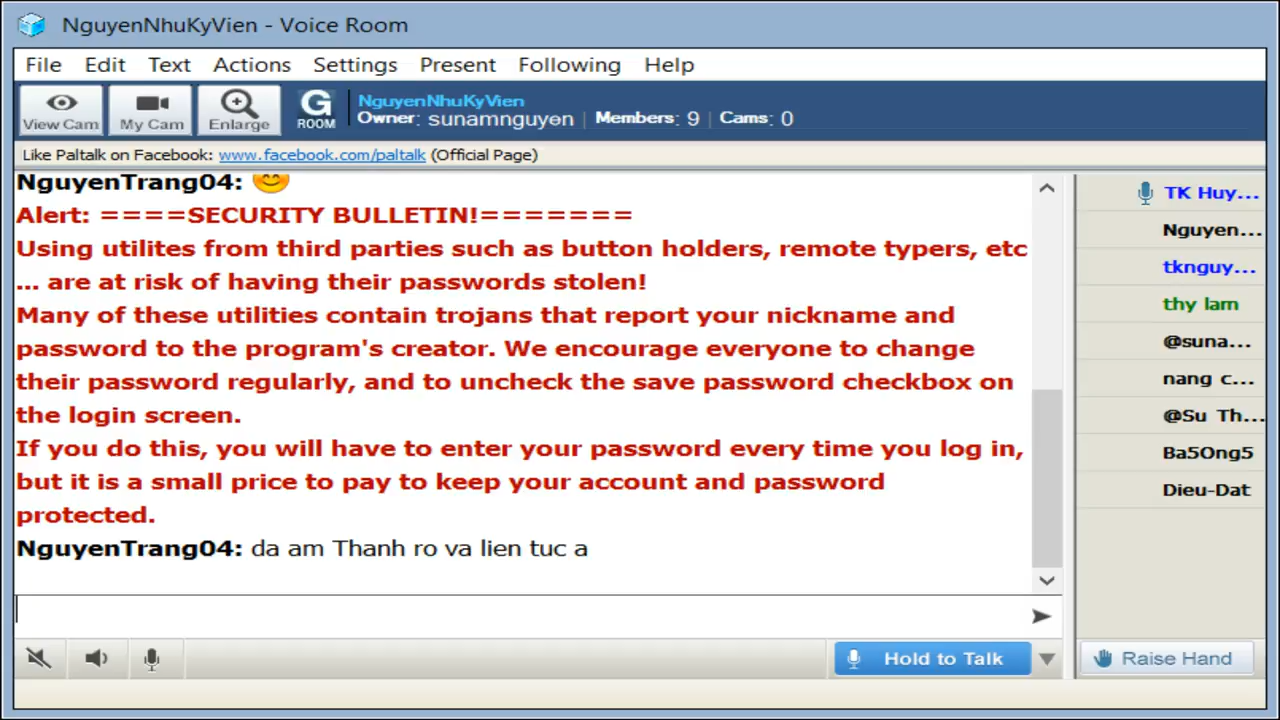 NguyenNhuKyVien - Voice Room
File Edit Text Actions Settings Present Following Help
View Cam My Cam Enlarge G ROOM
NguyenNhuKyVien
Owner: sunamnguyen | Members: 9 | Cams: 0
Like Paltalk on Facebook: www.facebook.com/paltalk (Official Page)
NguyenTrang04:
Alert: ====SECURITY BULLETIN!=======
Using utilites from third parties such as button holders, remote typers, etc
... are at risk of having their passwords stolen!
Many of these utilities contain trojans that report your nickname and
password to the program's creator. We encourage everyone to change
their password regularly, and to uncheck the save password checkbox on
the login screen.
If you do this, you will have to enter your password every time you log in,
but it is a small price to pay to keep your account and password
protected.
NguyenTrang04: da am Thanh ro va lien tuc a
TK Huy...
Nguyen...
tknguy...
thy lam
@suna...
nang c...
@Su Th...
Ba5Ong5
Dieu-Dat
Hold to Talk
Raise Hand